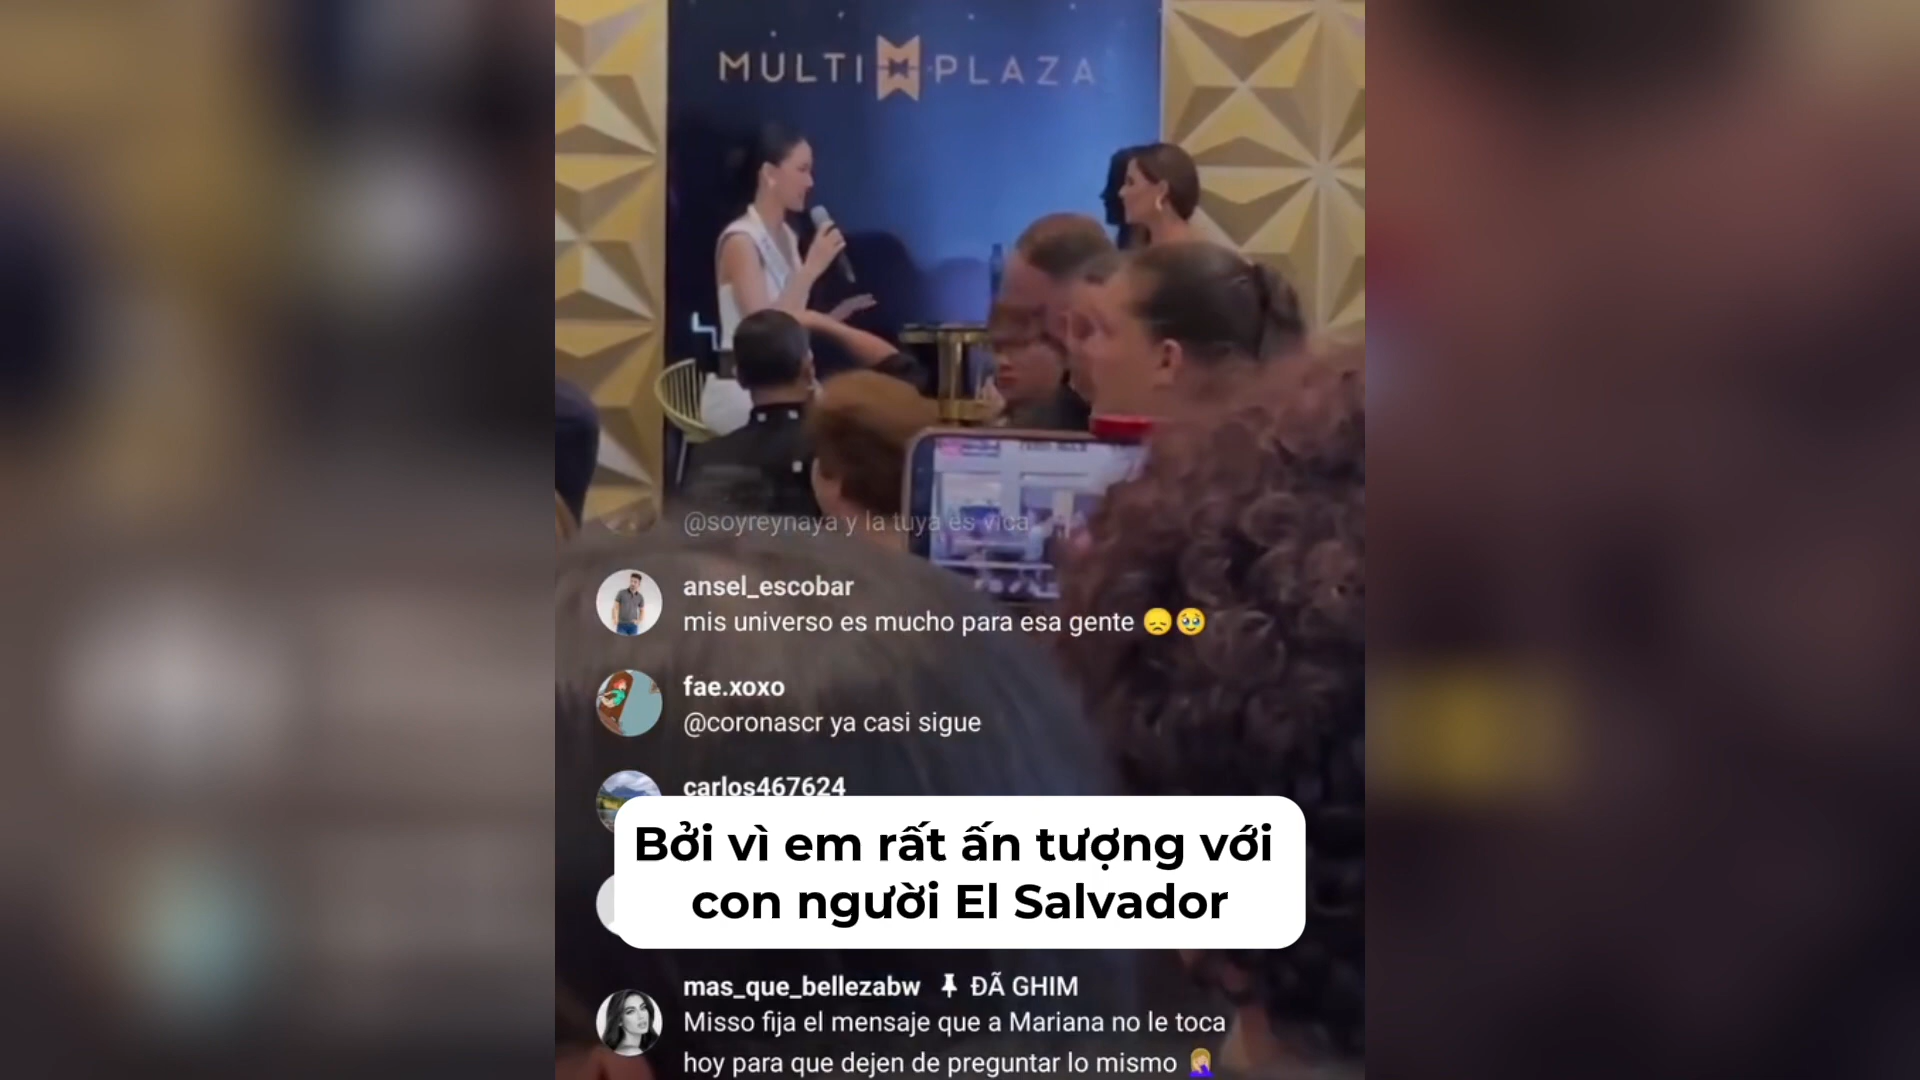 MULTI PLAZA
@soyreynaya y la tuya es vica
ansel_escobar
mis universo es mucho para esa gente 😞🥹
fae.xoxo
@coronascr ya casi sigue
carlos467624
Bởi vì em rất ấn tượng với
con người El Salvador
mas_que_bellezabw 📌 ĐÃ GHIM
Misso fija el mensaje que a Mariana no le toca
hoy para que dejen de preguntar lo mismo 🤦🏼‍♀️